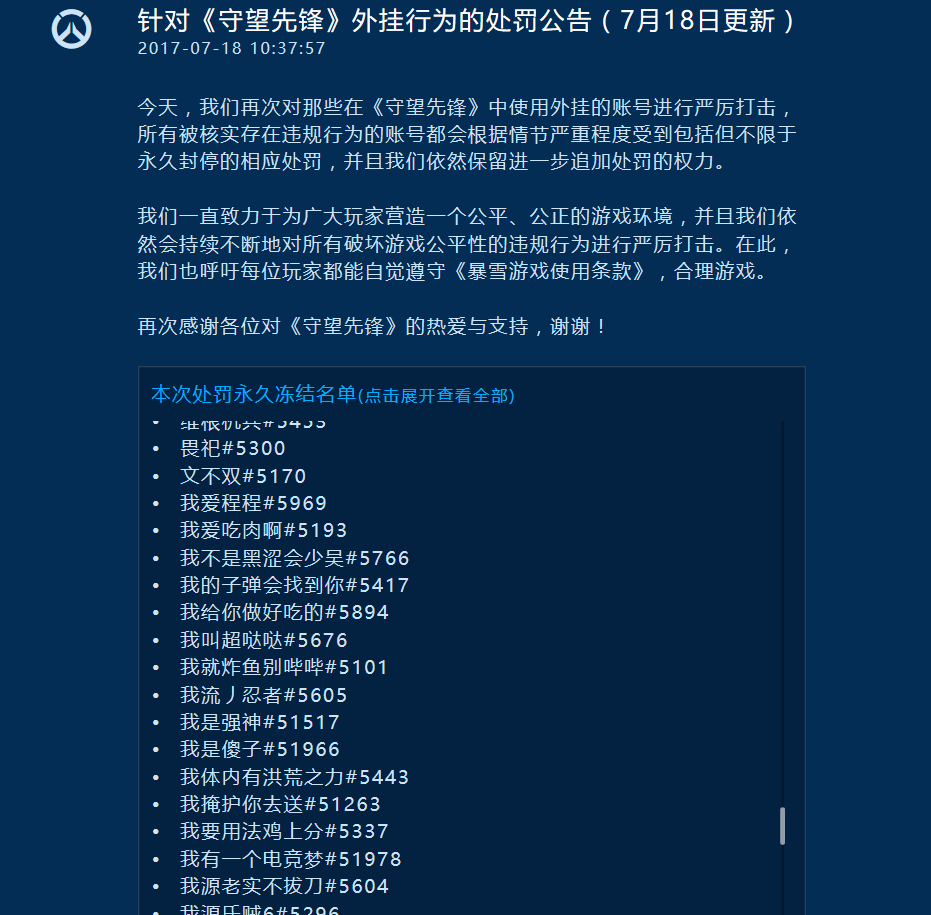 针对《守望先锋》外挂行为的处罚公告（7月18日更新）
2017-07-18 10:37:57
今天，我们再次对那些在《守望先锋》中使用外挂的账号进行严厉打击，
所有被核实存在违规行为的账号都会根据情节严重程度受到包括但不限于
永久封停的相应处罚，并且我们依然保留进一步追加处罚的权力。
我们一直致力于为广大玩家营造一个公平、公正的游戏环境，并且我们依
然会持续不断地对所有破坏游戏公平性的违规行为进行严厉打击。在此，
我们也呼吁每位玩家都能自觉遵守《暴雪游戏使用条款》，合理游戏。
再次感谢各位对《守望先锋》的热爱与支持，谢谢！
本次处罚永久冻结名单(点击展开查看全部)
• 畏祀#5300
• 文不双#5170
• 我爱程程#5969
• 我爱吃肉啊#5193
• 我不是黑涩会少吴#5766
• 我的子弹会找到你#5417
• 我给你做好吃的#5894
• 我叫超哒哒#5676
• 我就炸鱼别哔哔#5101
• 我流丿忍者#5605
• 我是强神#51517
• 我是傻子#51966
• 我体内有洪荒之力#5443
• 我掩护你去送#51263
• 我要用法鸡上分#5337
• 我有一个电竞梦#51978
• 我源老实不拔刀#5604